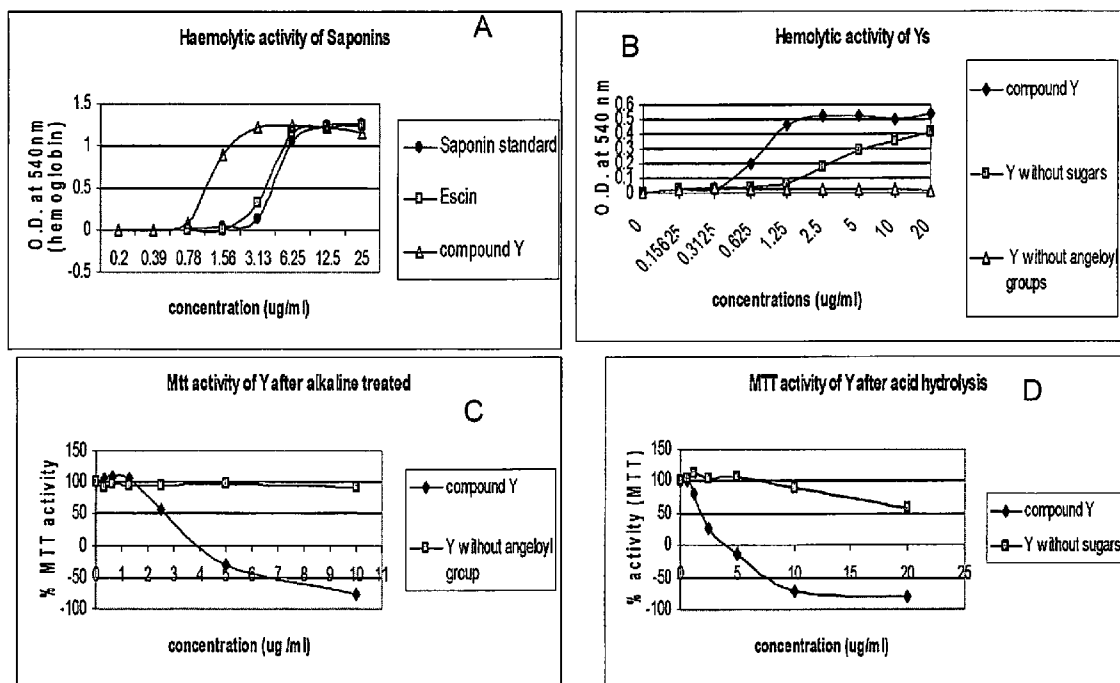 Haemolytic activity of Saponins
A
O.D. at 540nm
(hemoglobin)
1.5
1
0.5
0
-0.5
0.2 0.39 0.78 1.56 3.13 6.25 12.5 25
concentration (ug/ml)
Saponin standard
Escin
compound Y
B
Hemolytic activity of Ys
O.D. at 540nm
0.6
0.5
0.4
0.3
0.2
0.1
0
0 0.15625 0.3125 0.625 1.25 2.5 5 10 20
concentrations (ug/ml)
compound Y
Y without sugars
Y without angeloyl
groups
Mtt activity of Y after alkaline treated
C
% MTT activity
150
100
50
0
-50
-100
0 1 2 3 4 5 6 7 8 9 10 11
concentration (ug /ml)
compound Y
Y without angeloyl
group
MTT activity of Y after acid hydrolysis
D
% activity (MTT)
150
100
50
0
-50
-100
0 5 10 15 20 25
concentration (ug/ml)
compound Y
Y without sugars